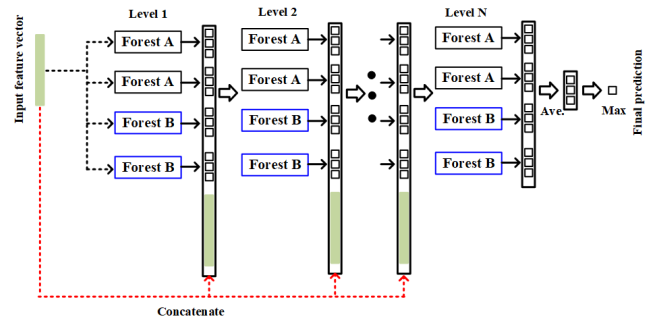 Level 1
Level 2
Level N
Input feature vector
Forest A
Forest A
Forest B
Forest B
Forest A
Forest A
Forest B
Forest B
Forest A
Forest A
Forest B
Forest B
Ave.
Max
Final prediction
Concatenate